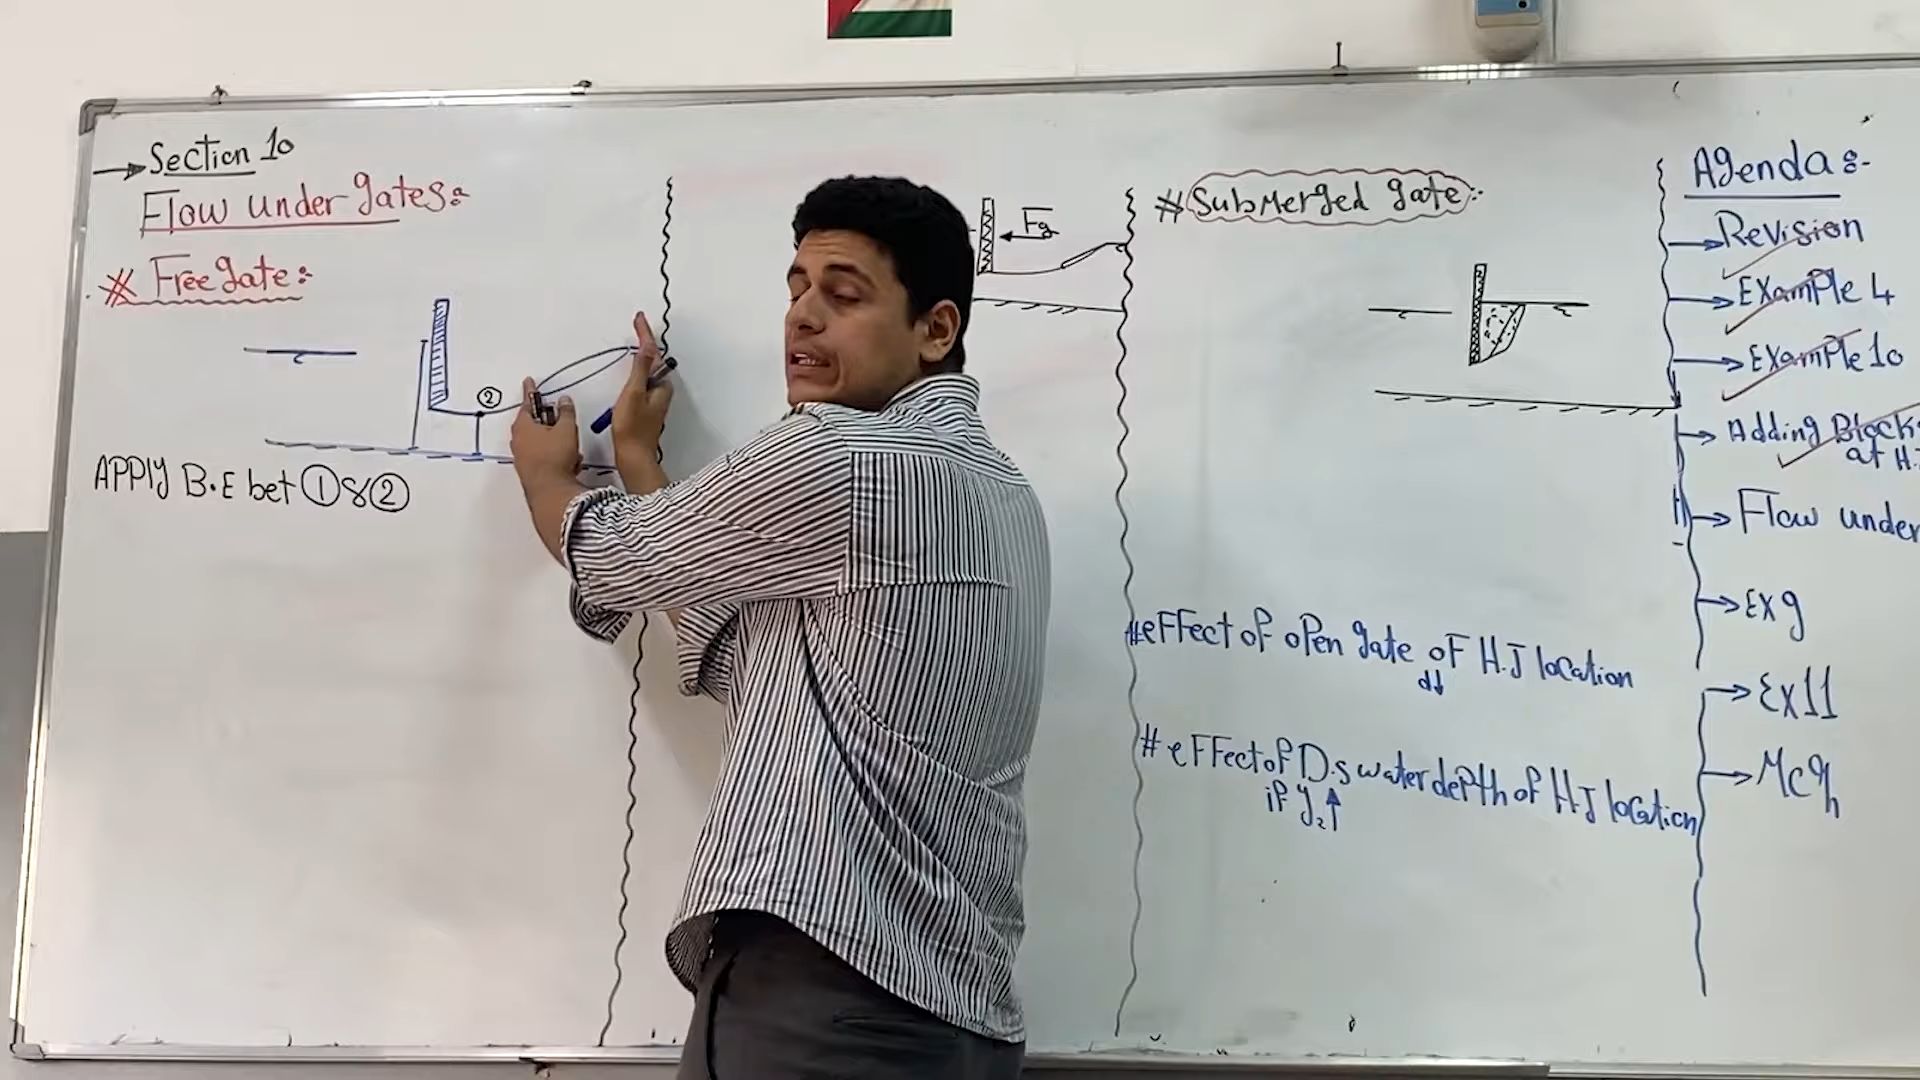 → Section 10
Flow under gates:
# Free gate:
②
APPly B.E bet ① & ②
Fg
# SubMerged gate:-
#effect of open gate of H.J location
d↓
# effect of D.S water depth of H.J location
if y₂↑
Agenda:-
→ Revision
→ EXamPle 4
→ EXamPle 10
→ Adding Block
at H.
→ Flow under
→ EX 9
→ Ex 11
→ Mcq